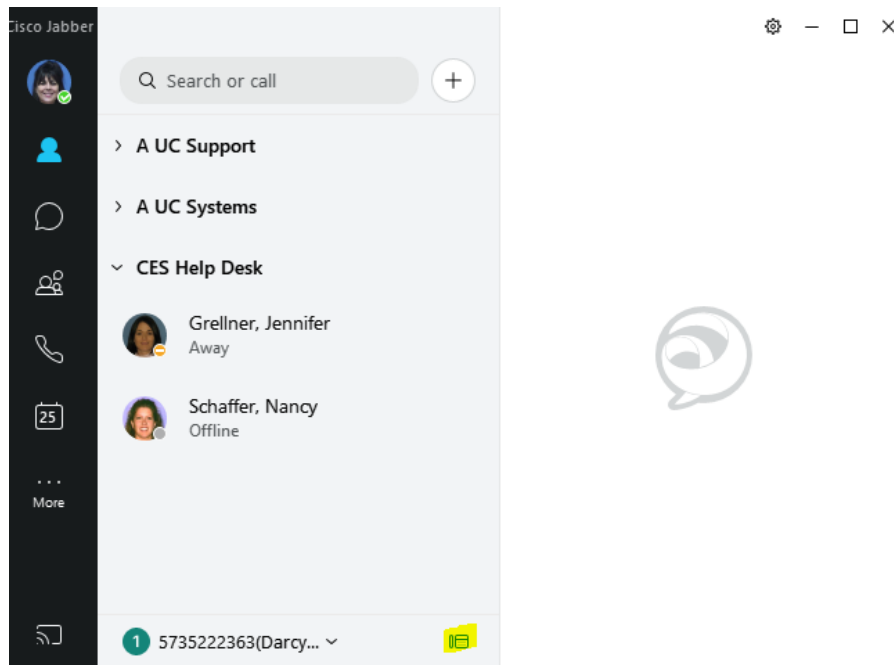 Cisco Jabber
Search or call
A UC Support
A UC Systems
CES Help Desk
Grellner, Jennifer
Away
Schaffer, Nancy
Offline
25
...
More
1 5735222363(Darcy...